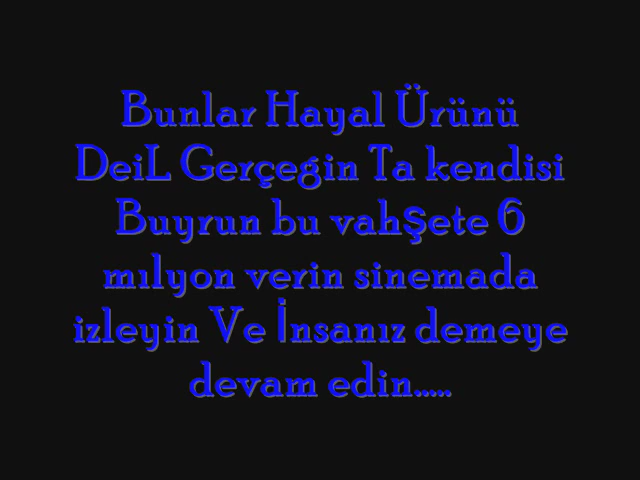 Bunlar Hayal Ürünü
DeiL Gerçeğin Ta kendisi
Buyrun bu vahşete 6
mılyon verin sinemada
izleyin Ve İnsanız demeye
devam edin.....